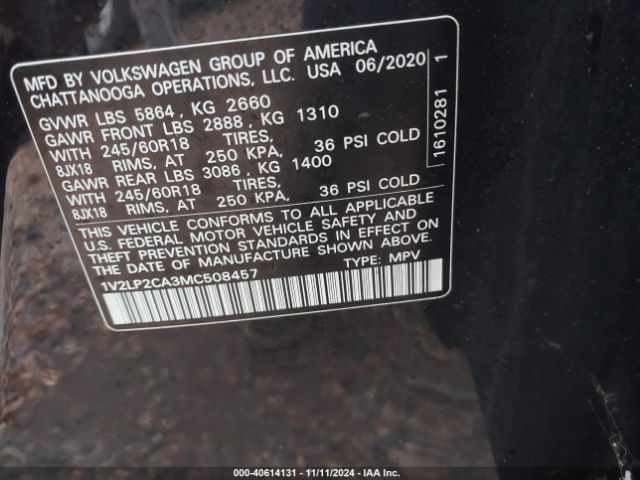 MFD BY VOLKSWAGEN GROUP OF AMERICA
CHATTANOOGA OPERATIONS, LLC. USA 06/2020
GVWR LBS 5864, KG 2660
GAWR FRONT LBS 2888, KG 1310
WITH 245/60R18 TIRES,
8JX18 RIMS, AT 250 KPA, 36 PSI COLD
GAWR REAR LBS 3086, KG 1400
WITH 245/60R18 TIRES,
8JX18 RIMS, AT 250 KPA, 36 PSI COLD
THIS VEHICLE CONFORMS TO ALL APPLICABLE
U.S. FEDERAL MOTOR VEHICLE SAFETY AND
THEFT PREVENTION STANDARDS IN EFFECT ON
THE DATE OF MANUFACTURE SHOWN ABOVE.
1V2LP2CA3MC508457 TYPE: MPV
1610281 1
000-40614131 - 11/11/2024 - IAA Inc.